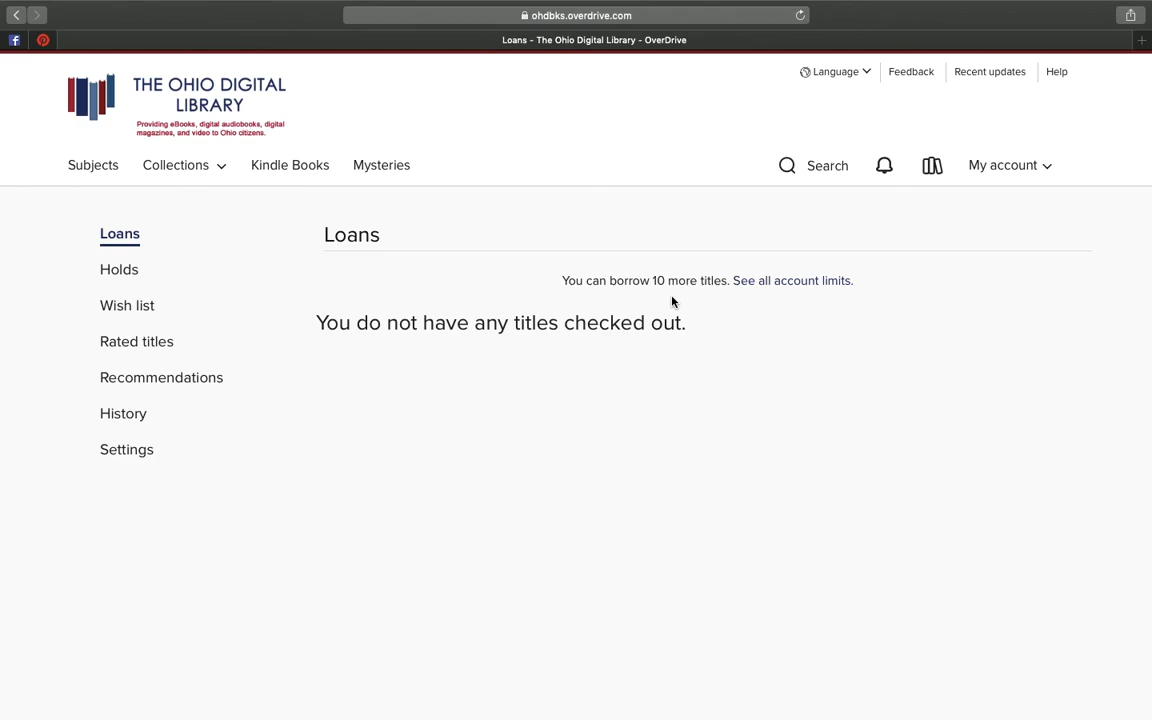 ohdbks.overdrive.com
Loans - The Ohio Digital Library - OverDrive
Language
Feedback
Recent updates
Help
THE OHIO DIGITAL
LIBRARY
Providing eBooks, digital audiobooks, digital
magazines, and video to Ohio citizens.
Subjects
Collections
Kindle Books
Mysteries
Search
My account
Loans
Holds
Wish list
Rated titles
Recommendations
History
Settings
Loans
You can borrow 10 more titles. See all account limits.
You do not have any titles checked out.